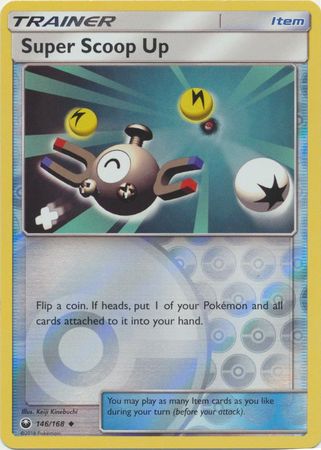 TRAINER Item
Super Scoop Up
Flip a coin. If heads, put 1 of your Pokémon and all
cards attached to it into your hand.
Illus. Keiji Kinebuchi
You may play as many Item cards as you like
during your turn (before your attack).
146/168 ◆
©2018 Pokémon